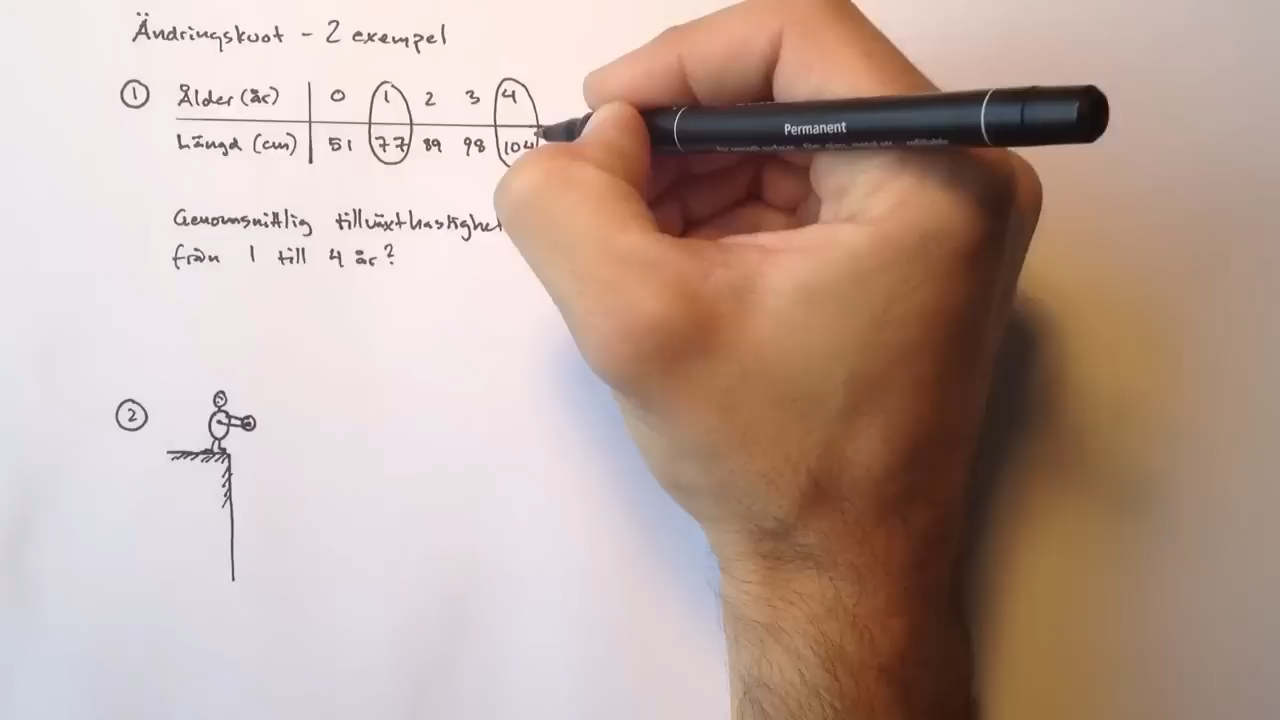 Ändringskvot - 2 exempel
1 Ålder (år) 0 1 2 3 4
Längd (cm) 51 77 89 98 104
Genomsnittlig tillväxthastighet
från 1 till 4 år?
2
Permanent